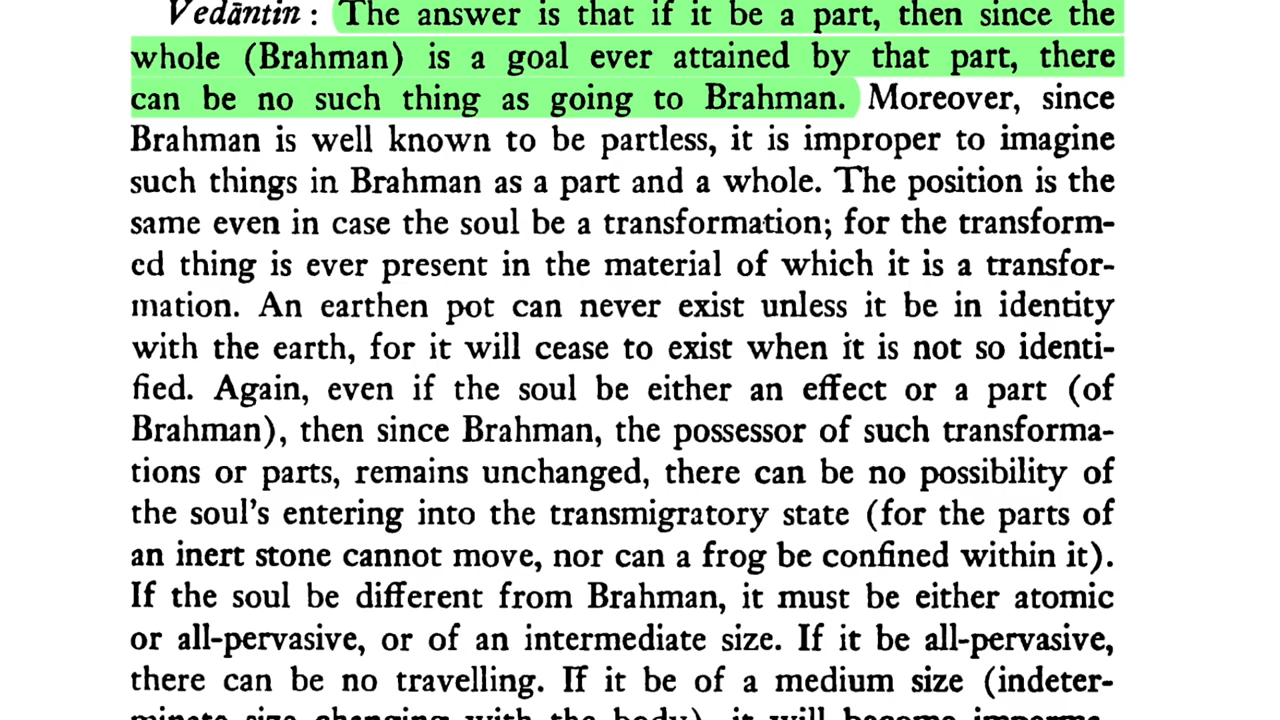 Vedāntin : The answer is that if it be a part, then since the
whole (Brahman) is a goal ever attained by that part, there
can be no such thing as going to Brahman. Moreover, since
Brahman is well known to be partless, it is improper to imagine
such things in Brahman as a part and a whole. The position is the
same even in case the soul be a transformation; for the transform-
ed thing is ever present in the material of which it is a transfor-
mation. An earthen pot can never exist unless it be in identity
with the earth, for it will cease to exist when it is not so identi-
fied. Again, even if the soul be either an effect or a part (of
Brahman), then since Brahman, the possessor of such transforma-
tions or parts, remains unchanged, there can be no possibility of
the soul's entering into the transmigratory state (for the parts of
an inert stone cannot move, nor can a frog be confined within it).
If the soul be different from Brahman, it must be either atomic
or all-pervasive, or of an intermediate size. If it be all-pervasive,
there can be no travelling. If it be of a medium size (indeter-
minate size changing with the body), it will become imperma-